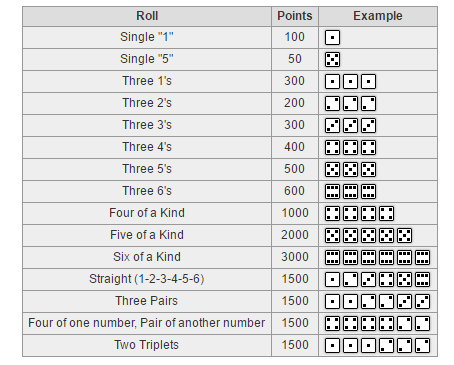 Roll Points Example
Single "1" 100
Single "5" 50
Three 1's 300
Three 2's 200
Three 3's 300
Three 4's 400
Three 5's 500
Three 6's 600
Four of a Kind 1000
Five of a Kind 2000
Six of a Kind 3000
Straight (1-2-3-4-5-6) 1500
Three Pairs 1500
Four of one number, Pair of another number 1500
Two Triplets 1500